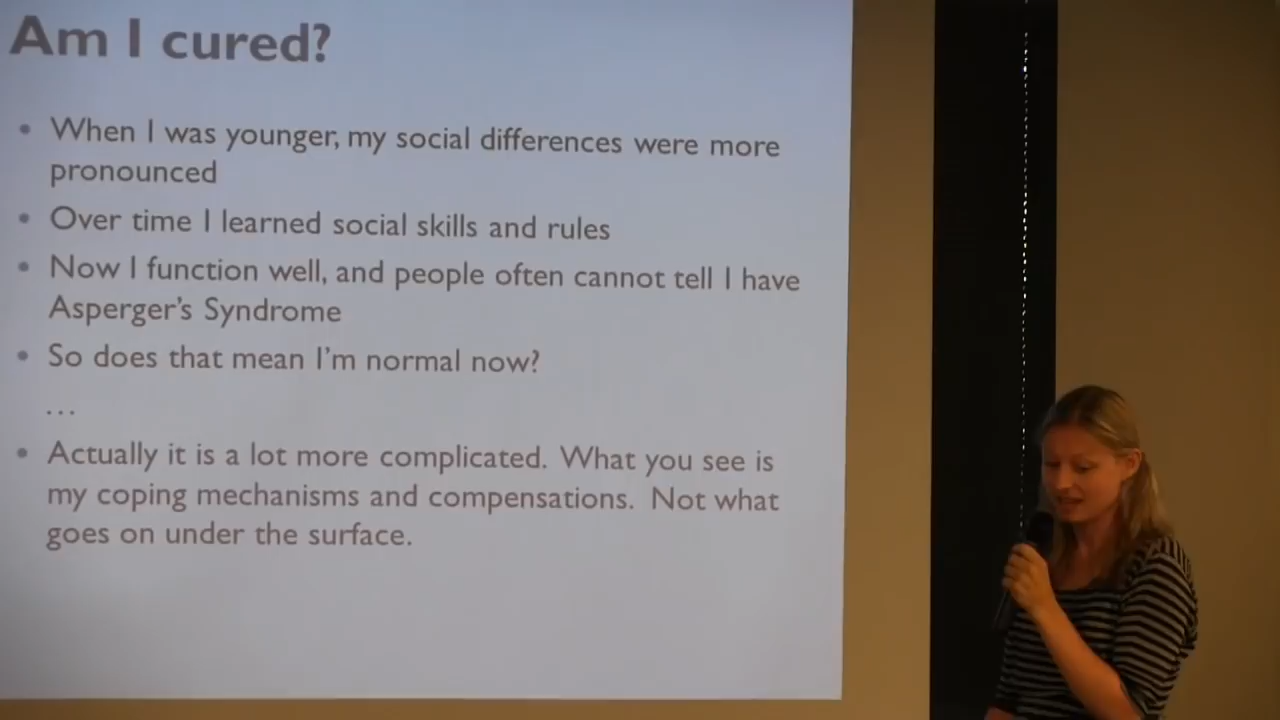 Am I cured?
• When I was younger, my social differences were more
pronounced
• Over time I learned social skills and rules
• Now I function well, and people often cannot tell I have
Asperger's Syndrome
• So does that mean I'm normal now?
...
• Actually it is a lot more complicated. What you see is
my coping mechanisms and compensations. Not what
goes on under the surface.